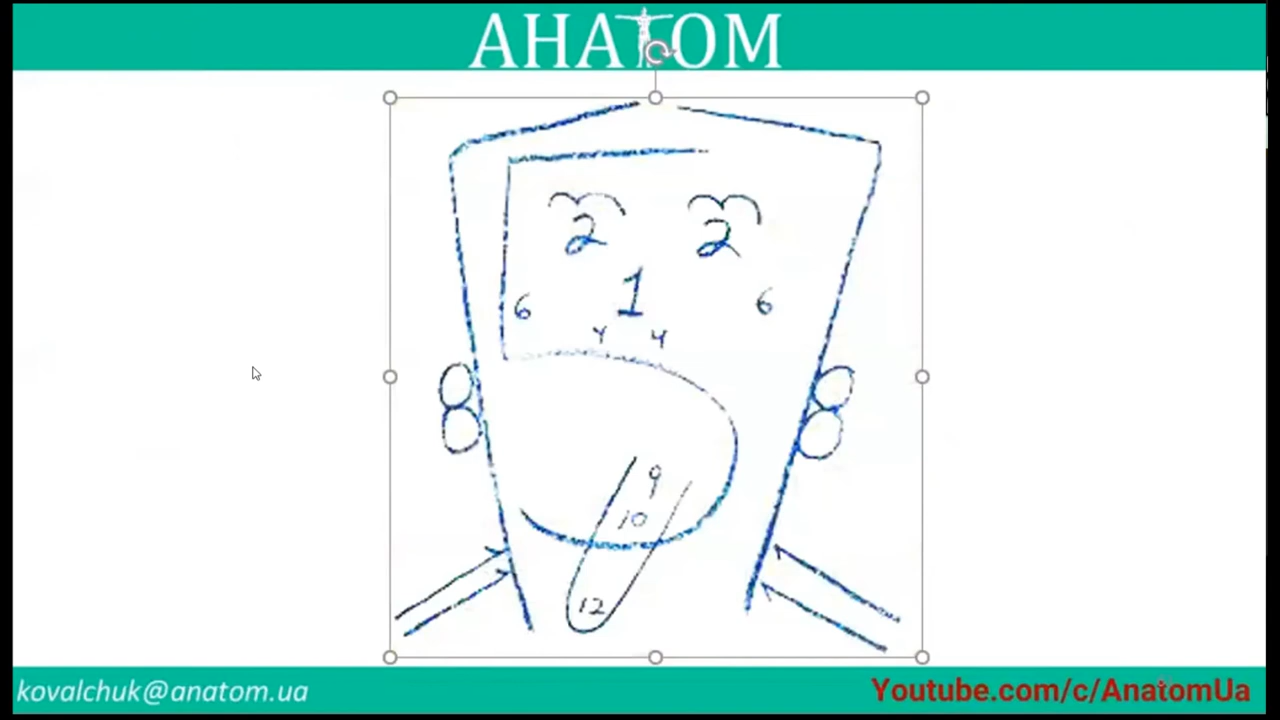 АНАТОМ
2 2
1
6 6
4 4
9
10
12
kovalchuk@anatom.ua
Youtube.com/c/AnatomUa